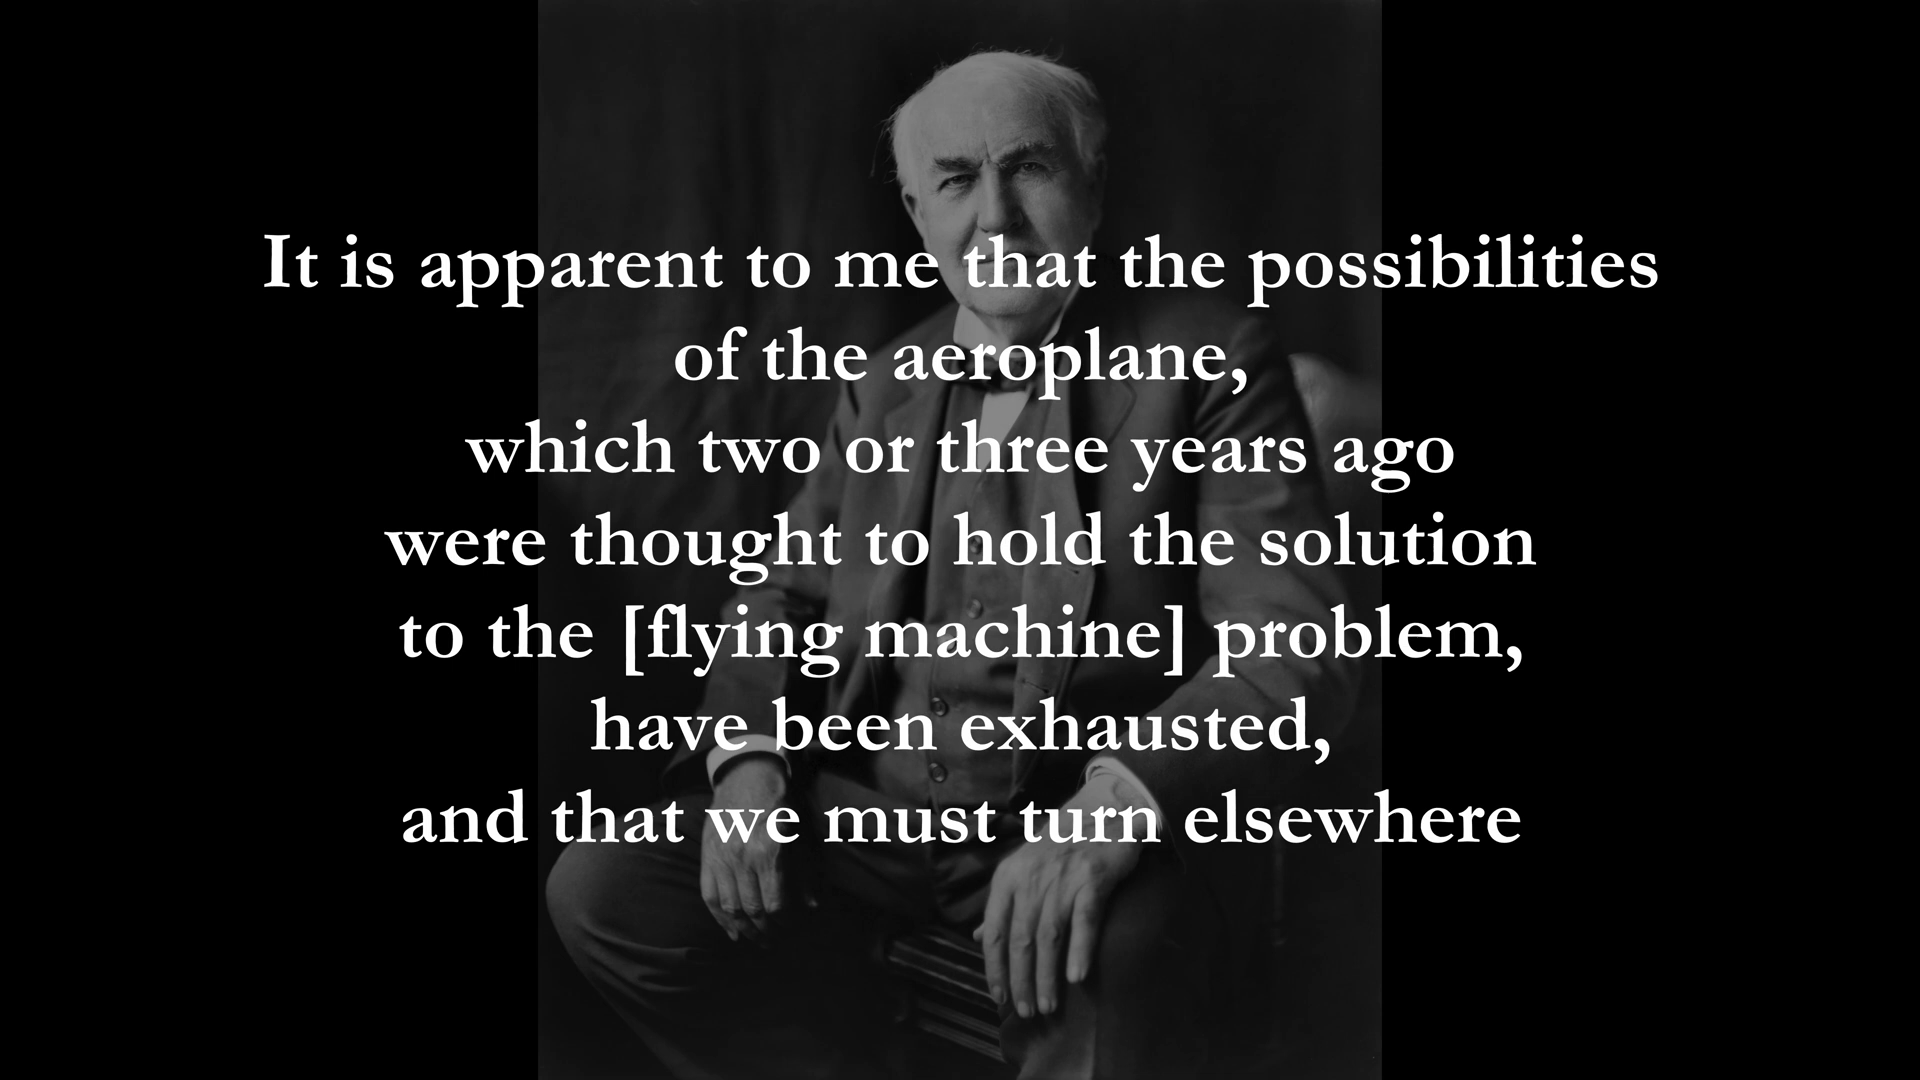 It is apparent to me that the possibilities
of the aeroplane,
which two or three years ago
were thought to hold the solution
to the [flying machine] problem,
have been exhausted,
and that we must turn elsewhere